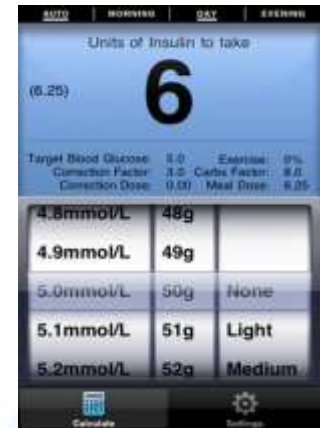 AUTO MORNING DAY EVENING
Units of Insulin to take
(6.25) 6
Target Blood Glucose: 5.0 Exercise: 0%
Correction Factor: 3.0 Carbs Factor: 8.0
Correction Dose: 0.00 Meal Dose: 6.25
4.8mmol/L 48g
4.9mmol/L 49g
5.0mmol/L 50g None
5.1mmol/L 51g Light
5.2mmol/L 52g Medium
Calculate Settings